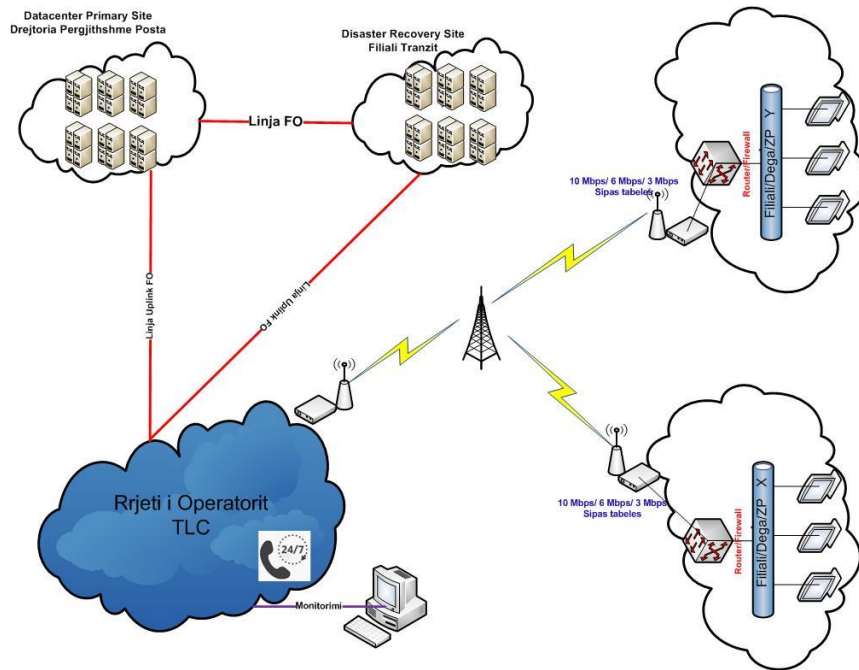 Datacenter Primary Site
Drejtoria Pergjithshme Posta
Disaster Recovery Site
Filiali Tranzit
Linja FO
Linja Uplink FO
Linja Uplink FO
10 Mbps/ 6 Mbps/ 3 Mbps
Sipas tabeles
Router/Firewall
Filiali/Dega/ZP Y
Rrjeti i Operatorit
TLC
24/7
Monitorimi
10 Mbps/ 6 Mbps/ 3 Mbps
Sipas tabeles
Router/Firewall
Filiali/Dega/ZP X